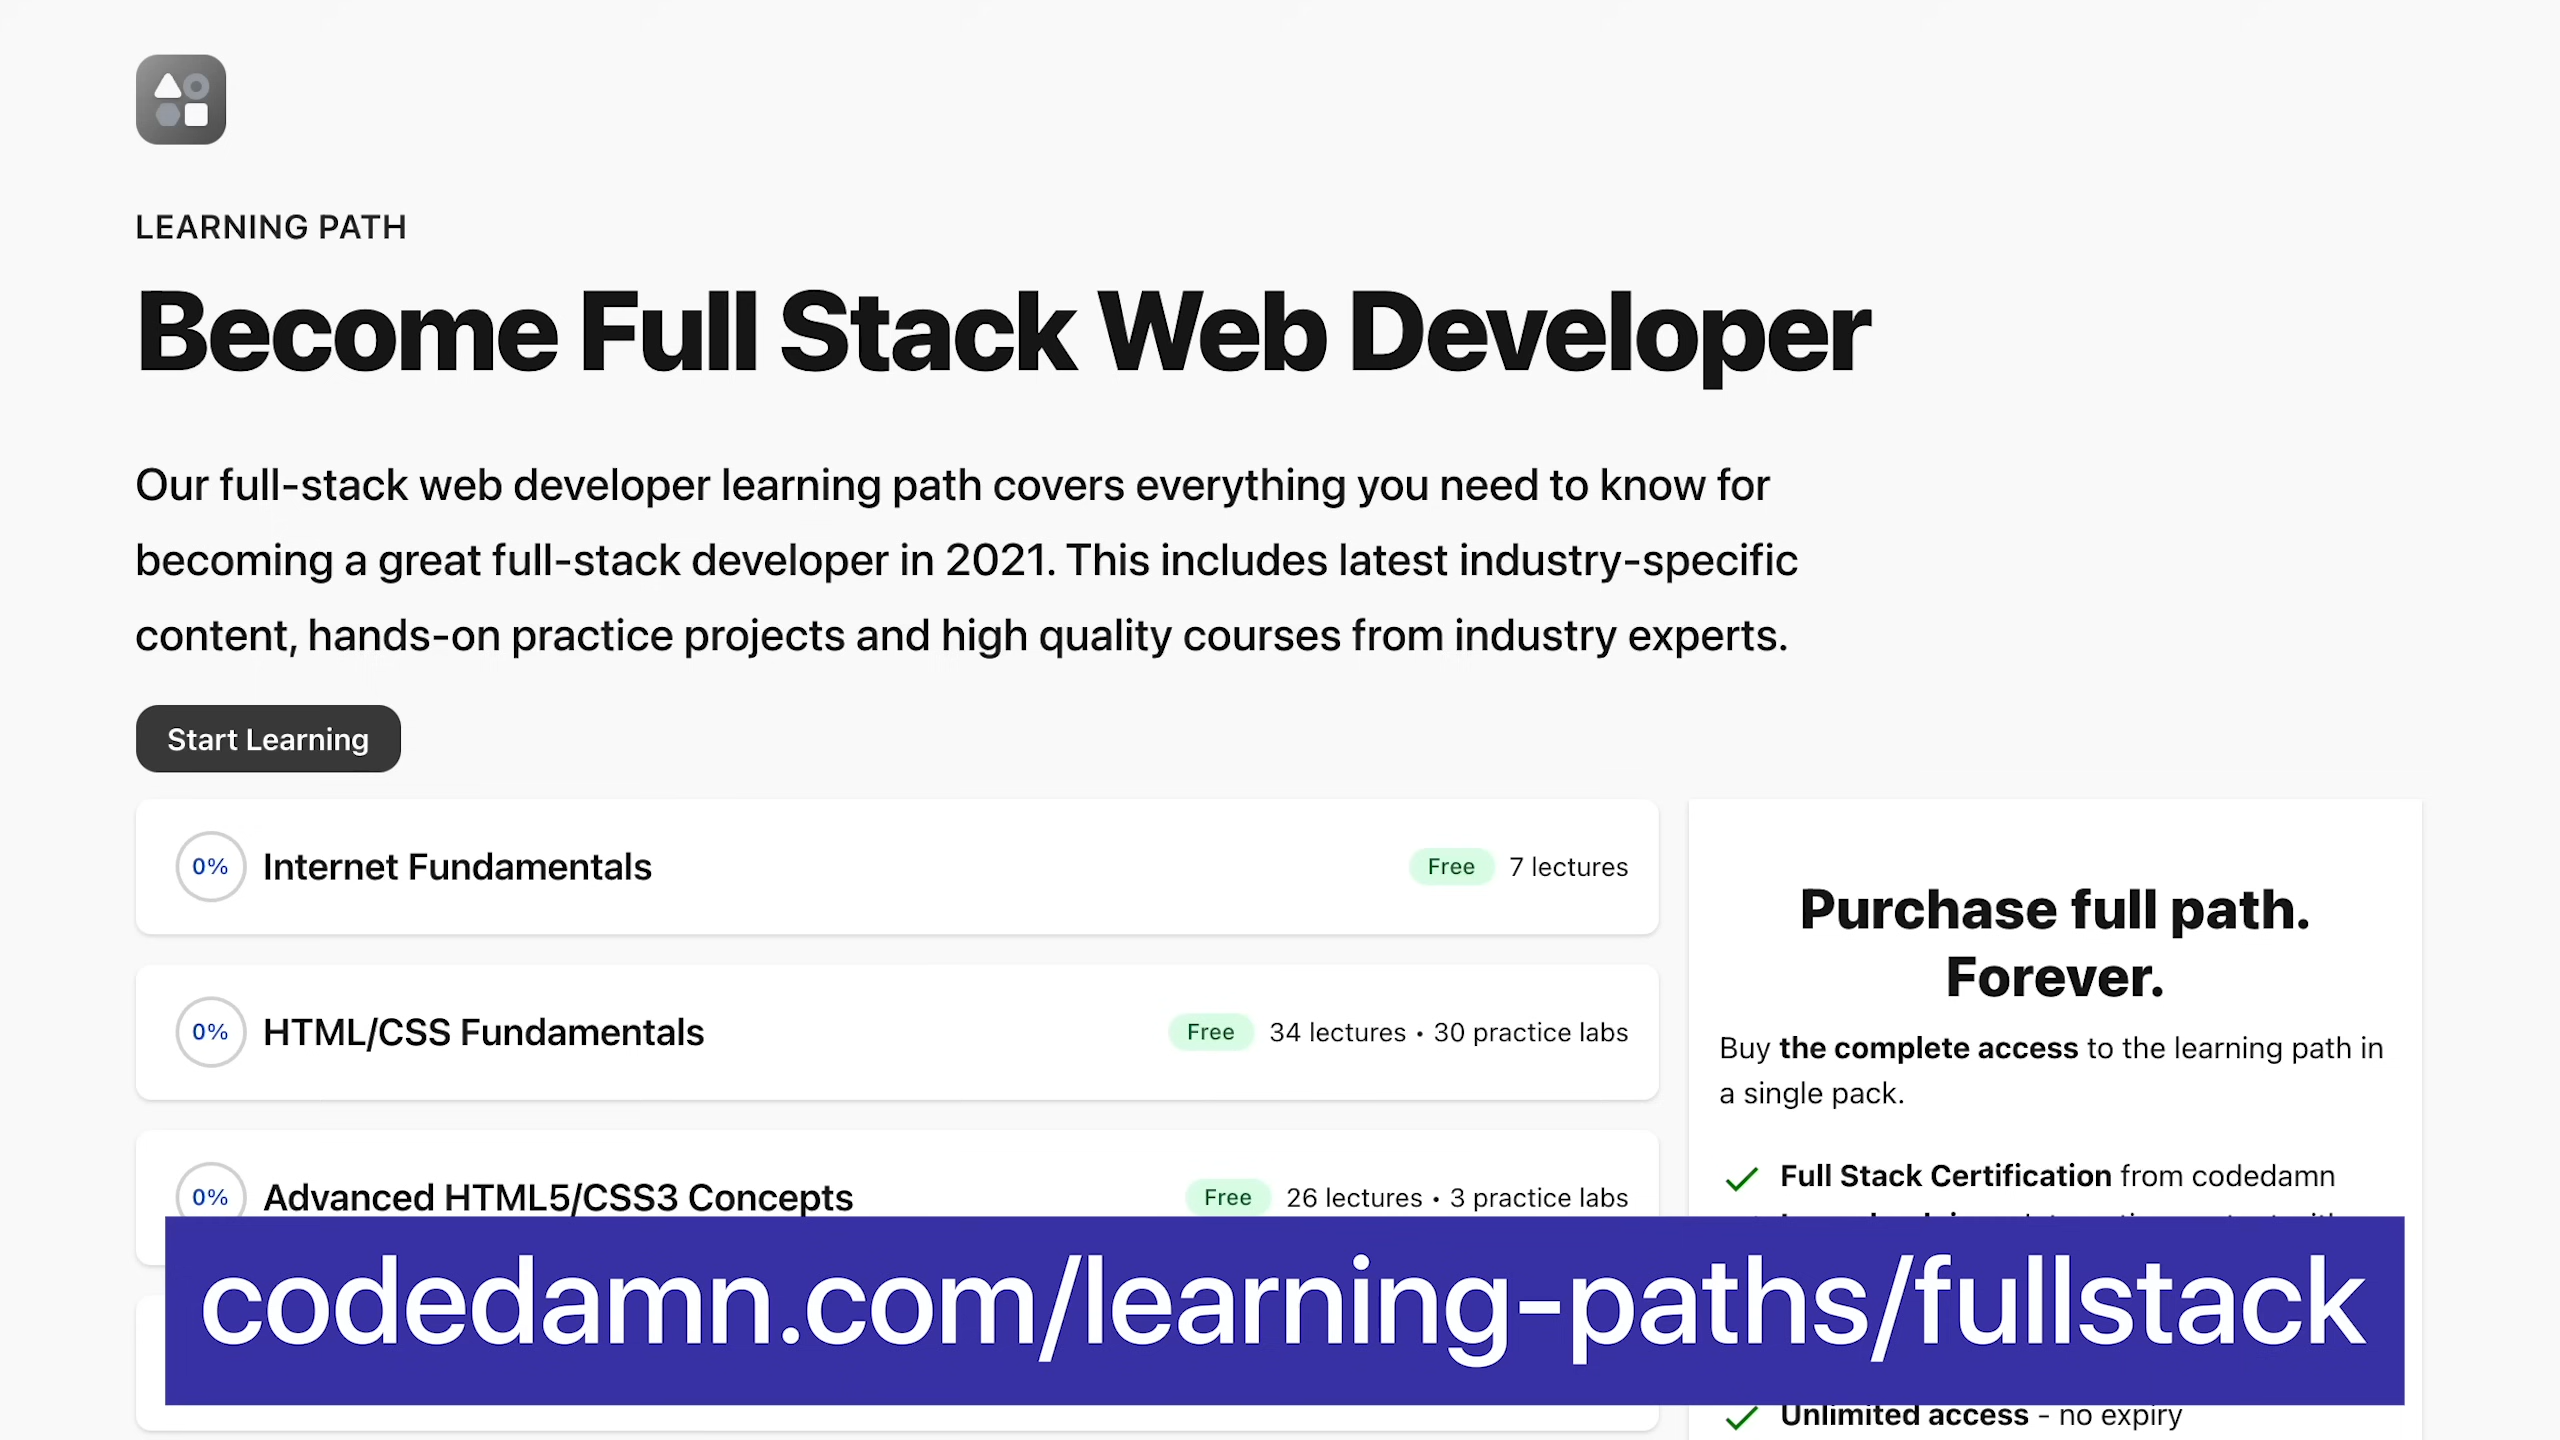 LEARNING PATH
Become Full Stack Web Developer
Our full-stack web developer learning path covers everything you need to know for
becoming a great full-stack developer in 2021. This includes latest industry-specific
content, hands-on practice projects and high quality courses from industry experts.
Start Learning
0% Internet Fundamentals Free 7 lectures
0% HTML/CSS Fundamentals Free 34 lectures • 30 practice labs
0% Advanced HTML5/CSS3 Concepts Free 26 lectures • 3 practice labs
Purchase full path.
Forever.
Buy the complete access to the learning path in
a single pack.
Full Stack Certification from codedamn
Unlimited access - no expiry
codedamn.com/learning-paths/fullstack